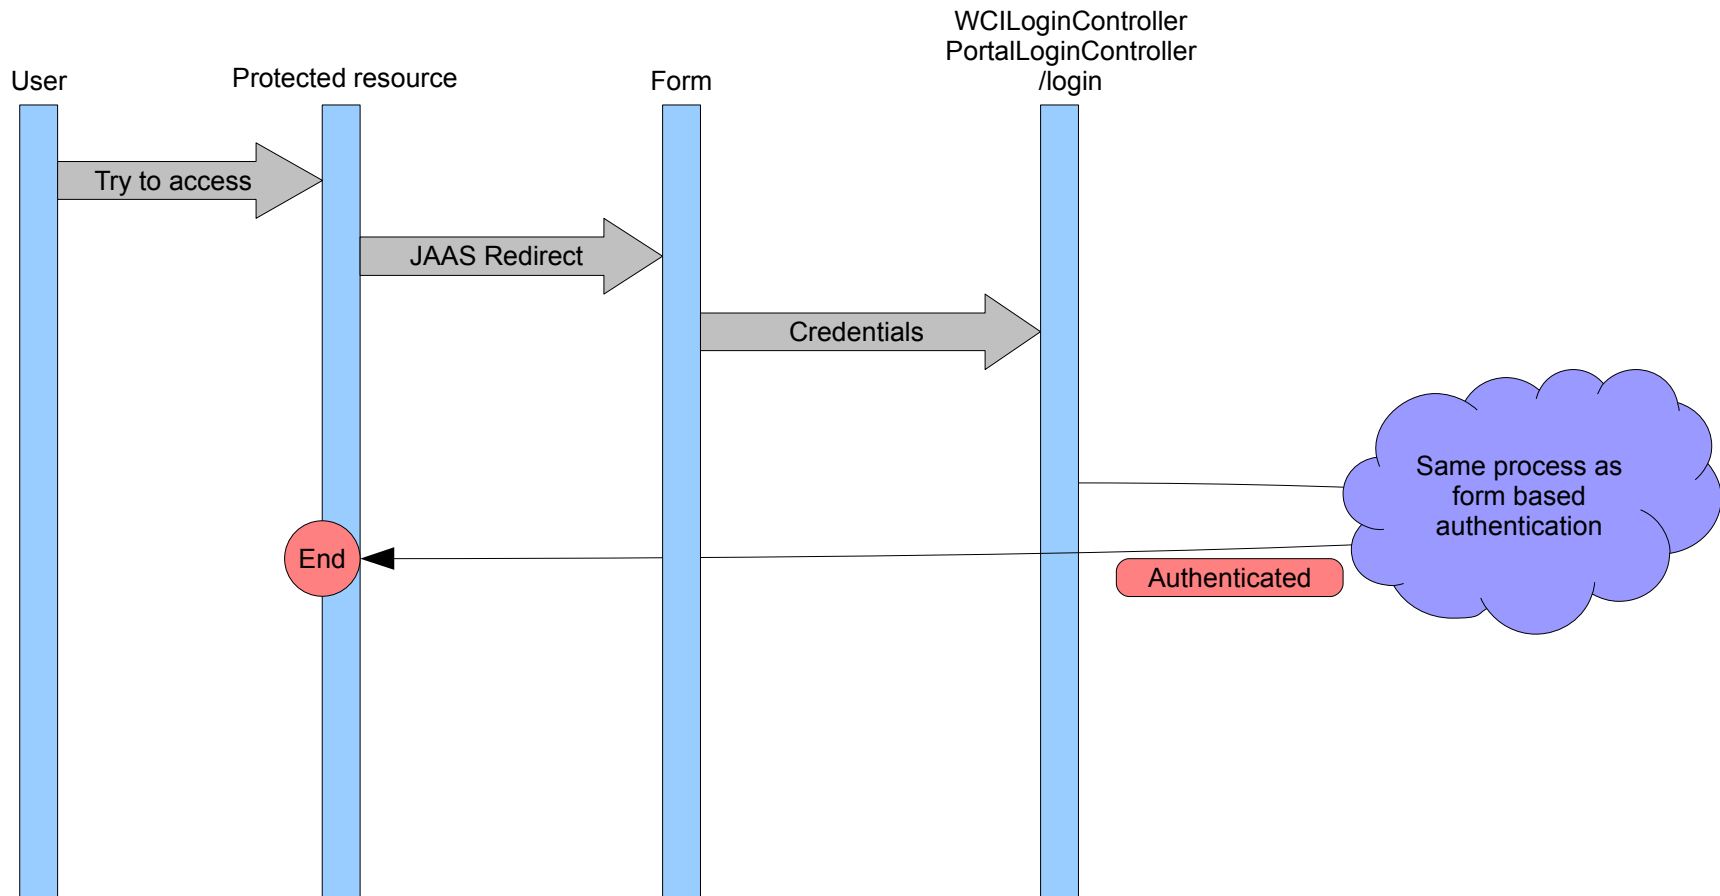 WCILoginController
PortalLoginController
/login
User
Protected resource
Form
Try to access
JAAS Redirect
Credentials
Same process as
form based
authentication
End
Authenticated